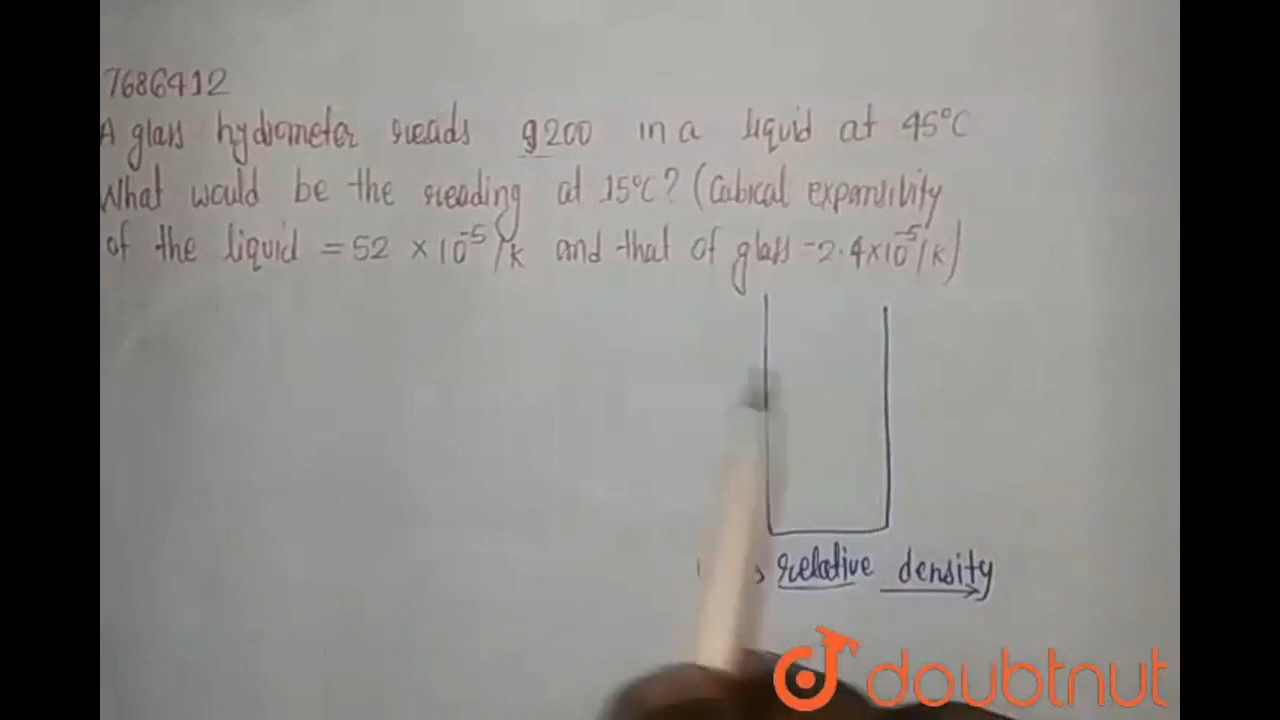 7686412
A glass hydrometer reads 9200 in a liquid at 45°C
What would be the reading at 15°C? (Cubical expansivity
of the liquid = 52 × 10⁻⁵/k and that of glass - 2.4×10⁻⁵/k)
relative density
doubtnut